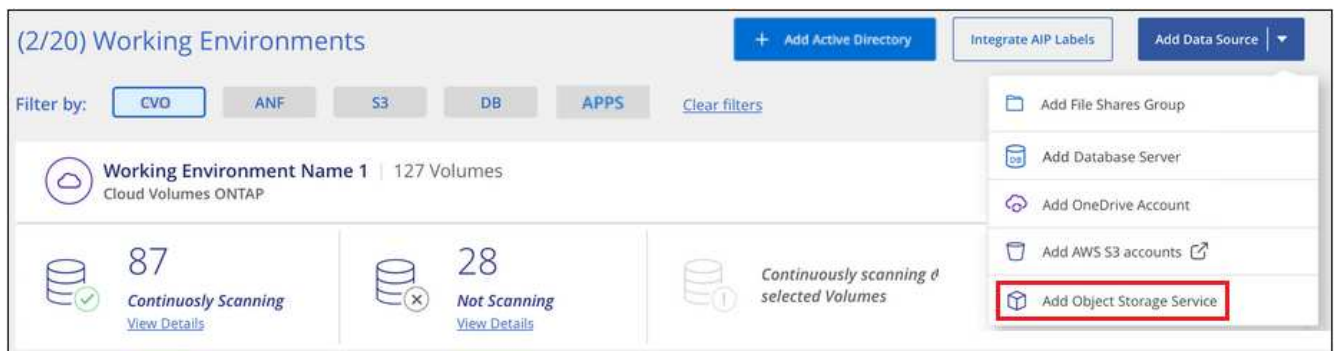 (2/20) Working Environments
+ Add Active Directory
Integrate AIP Labels
Add Data Source
Filter by:
CVO
ANF
S3
DB
APPS
Clear filters
Working Environment Name 1 | 127 Volumes
Cloud Volumes ONTAP
87
Continuosly Scanning
View Details
28
Not Scanning
View Details
Continuously scanning
selected Volumes
Add File Shares Group
DB
Add Database Server
Add OneDrive Account
Add AWS S3 accounts
Add Object Storage Service